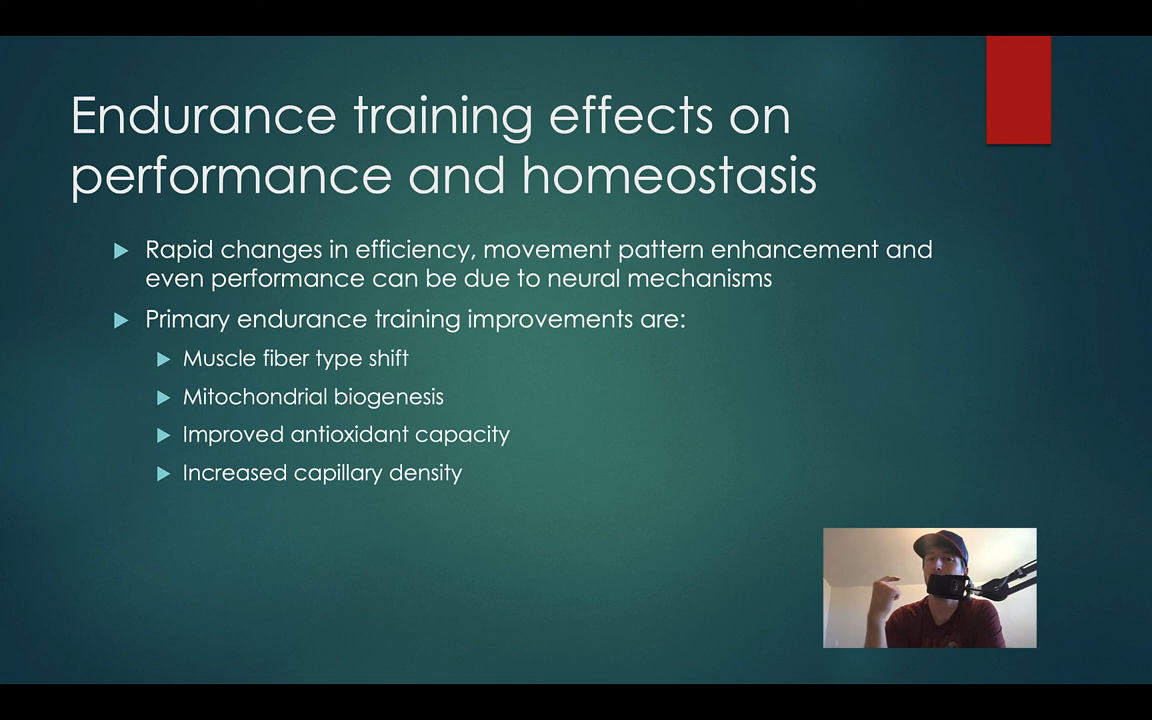 Endurance training effects on
performance and homeostasis
Rapid changes in efficiency, movement pattern enhancement and
even performance can be due to neural mechanisms
Primary endurance training improvements are:
Muscle fiber type shift
Mitochondrial biogenesis
Improved antioxidant capacity
Increased capillary density